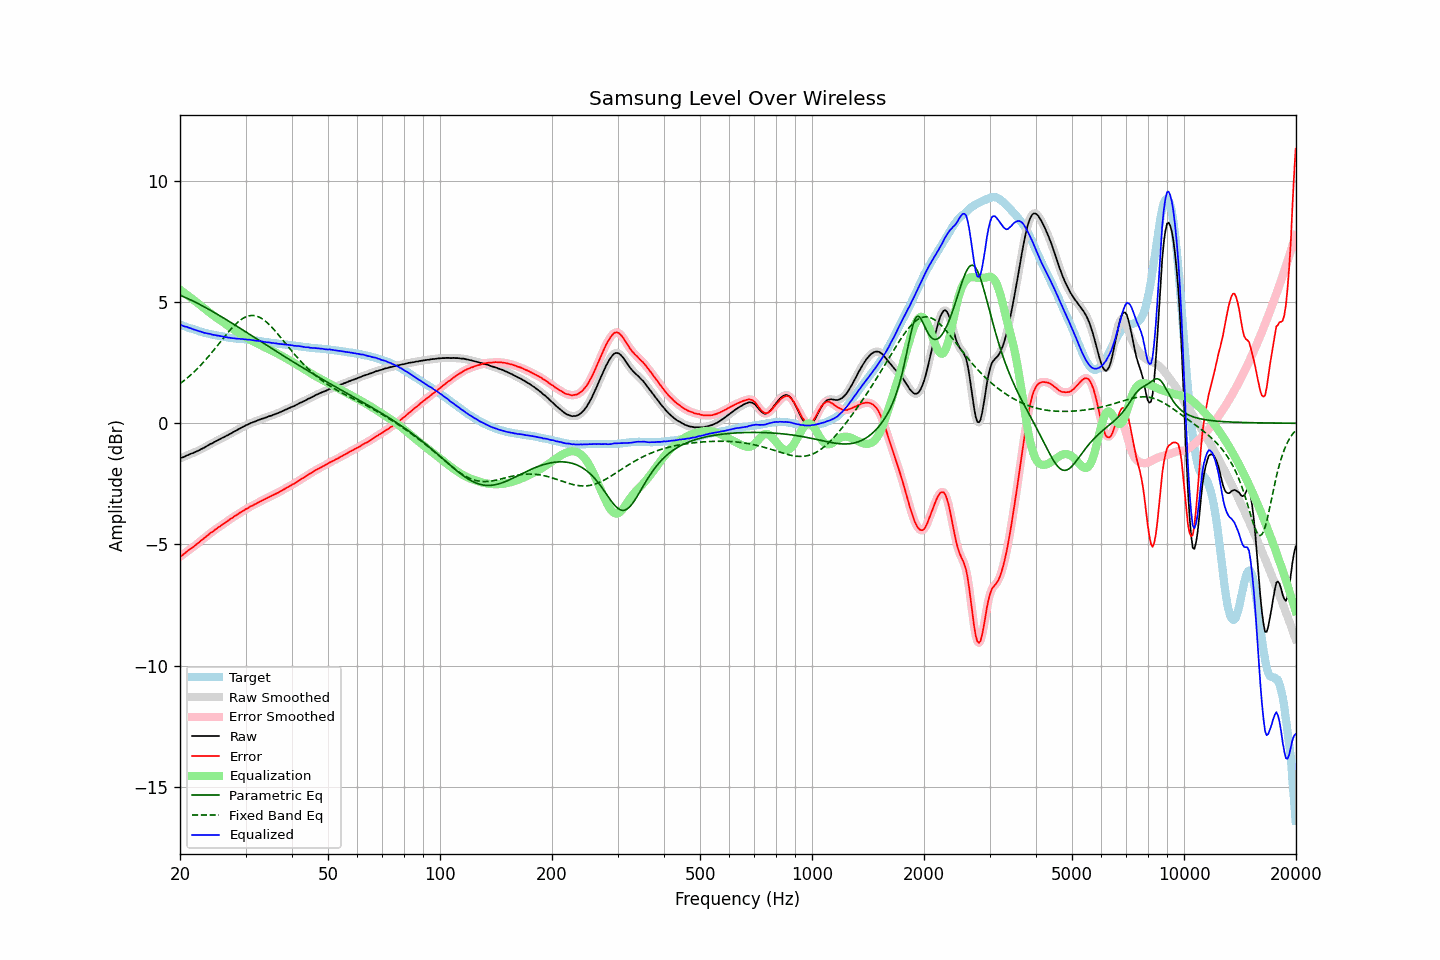 Samsung Level Over Wireless
Amplitude (dBr)
10
5
0
−5
−10
−15
Target
Raw Smoothed
Error Smoothed
Raw
Error
Equalization
Parametric Eq
Fixed Band Eq
Equalized
20 50 100 200 500 1000 2000 5000 10000 20000
Frequency (Hz)